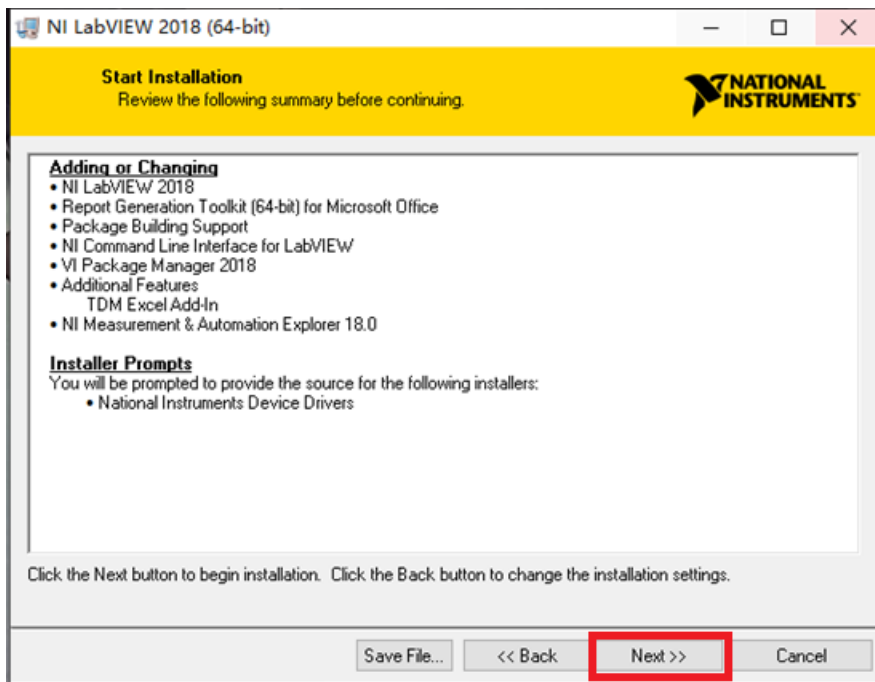 NI LabVIEW 2018 (64-bit)
Start Installation
Review the following summary before continuing.
NATIONAL
INSTRUMENTS
Adding or Changing
• NI LabVIEW 2018
• Report Generation Toolkit (64-bit) for Microsoft Office
• Package Building Support
• NI Command Line Interface for LabVIEW
• VI Package Manager 2018
• Additional Features
TDM Excel Add-In
• NI Measurement & Automation Explorer 18.0
Installer Prompts
You will be prompted to provide the source for the following installers:
• National Instruments Device Drivers
Click the Next button to begin installation. Click the Back button to change the installation settings.
Save File... << Back Next >> Cancel